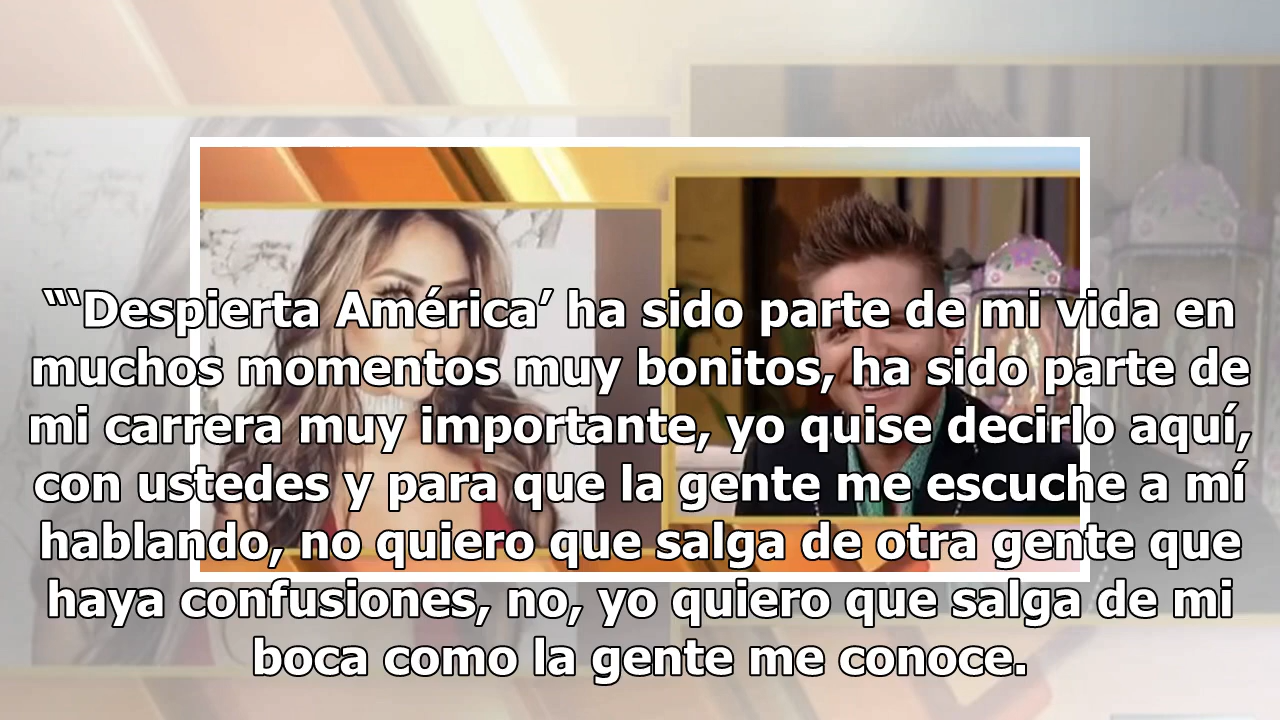 “‘Despierta América’ ha sido parte de mi vida en
muchos momentos muy bonitos, ha sido parte de
mi carrera muy importante, yo quise decirlo aquí,
con ustedes y para que la gente me escuche a mí
hablando, no quiero que salga de otra gente que
haya confusiones, no, yo quiero que salga de mi
boca como la gente me conoce.